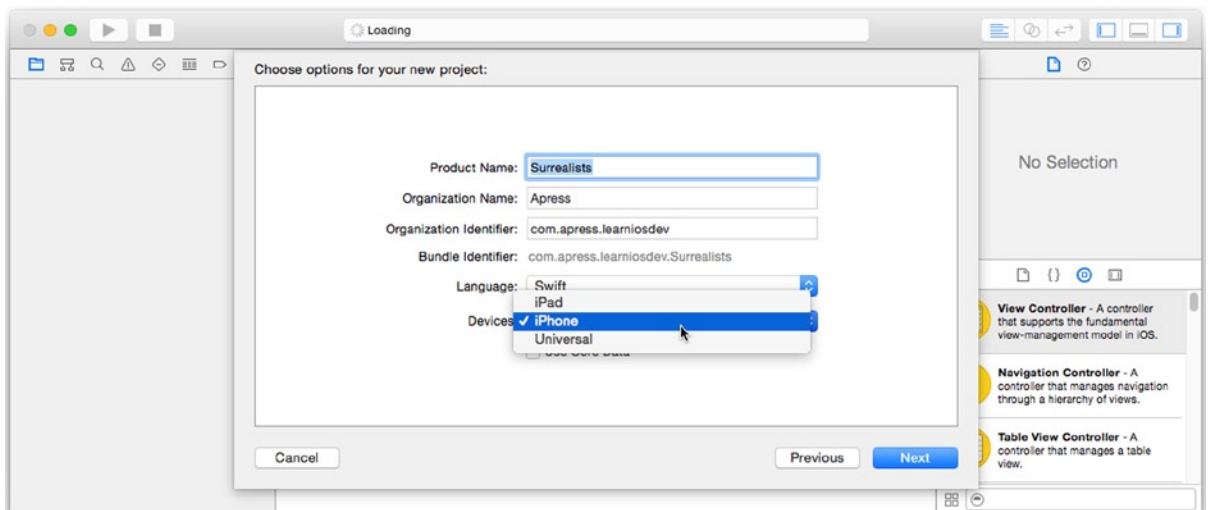 Loading
Choose options for your new project:
Product Name: Surrealists
Organization Name: Apress
Organization Identifier: com.apress.learniosdev
Bundle Identifier: com.apress.learniosdev.Surrealists
Language: Swift
iPad
Devices ✓ iPhone
Universal
Use Core Data
Cancel
Previous
Next
No Selection
{}
View Controller - A controller
that supports the fundamental
view-management model in iOS.
Navigation Controller - A
controller that manages navigation
through a hierarchy of views.
Table View Controller - A
controller that manages a table
view.